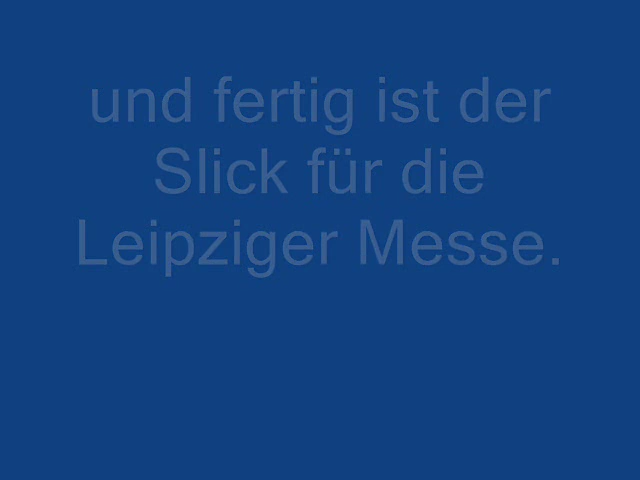 und fertig ist der
Slick für die
Leipziger Messe.